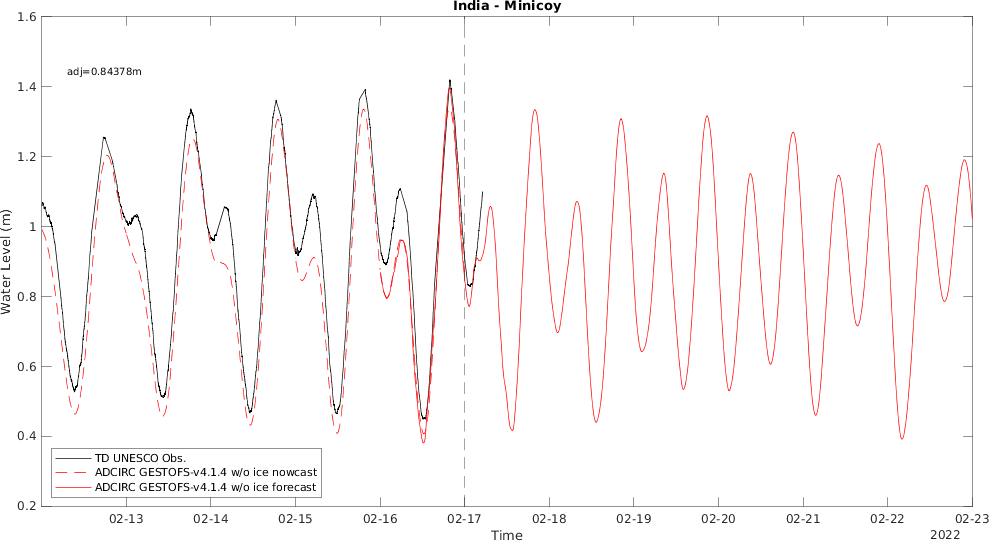 India - Minicoy
1.6
1.4
1.2
1
0.8
0.6
0.4
0.2
Water Level (m)
adj=0.84378m
TD UNESCO Obs.
ADCIRC GESTOFS-v4.1.4 w/o ice nowcast
ADCIRC GESTOFS-v4.1.4 w/o ice forecast
02-13 02-14 02-15 02-16 02-17 02-18 02-19 02-20 02-21 02-22 02-23
Time
2022